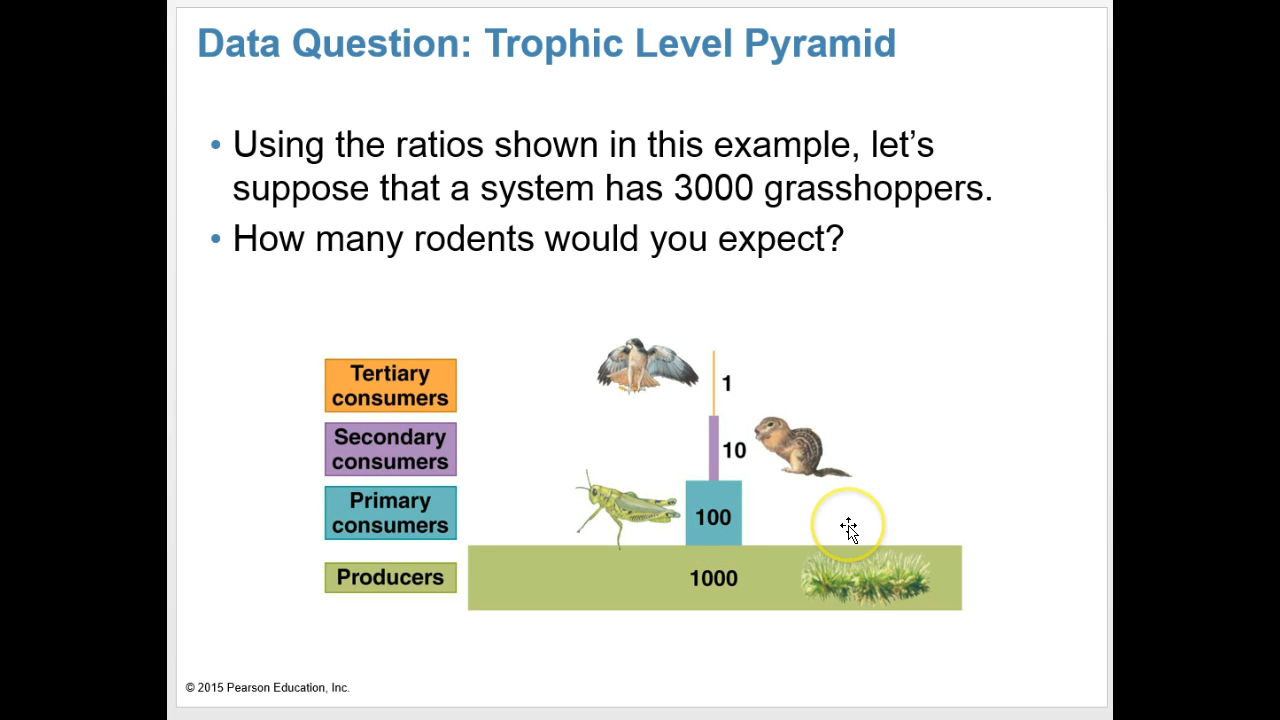 Data Question: Trophic Level Pyramid
• Using the ratios shown in this example, let’s
suppose that a system has 3000 grasshoppers.
• How many rodents would you expect?
Tertiary
consumers
1
Secondary
consumers
10
Primary
consumers
100
Producers
1000
© 2015 Pearson Education, Inc.